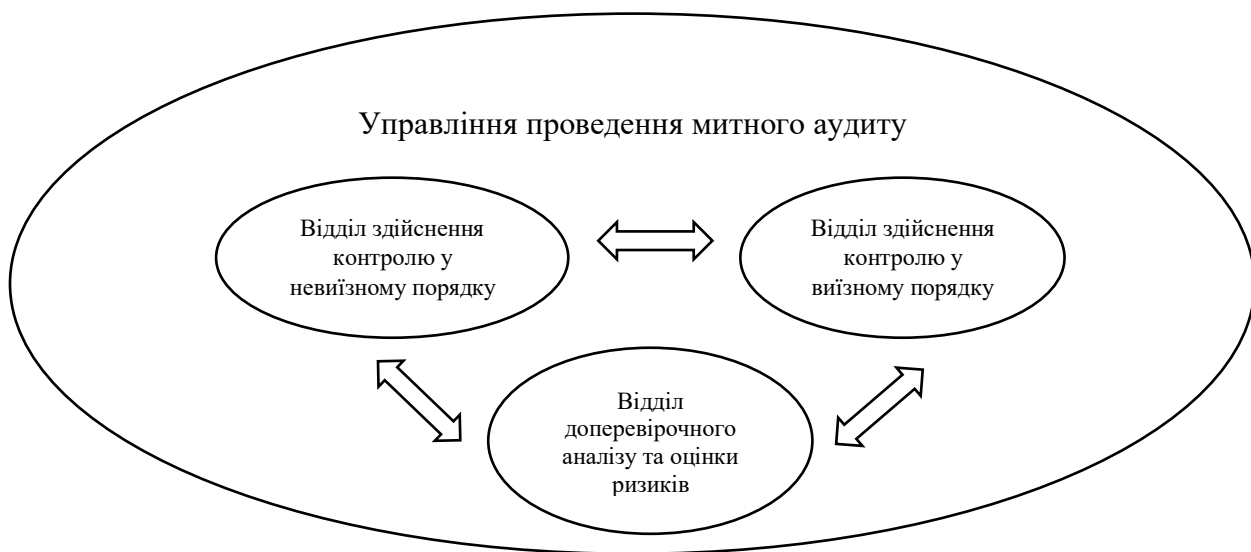 Управління проведення митного аудиту
Відділ здійснення
контролю у
невиїзному порядку
Відділ здійснення
контролю у
виїзному порядку
Відділ
доперевірочного
аналізу та оцінки
ризиків